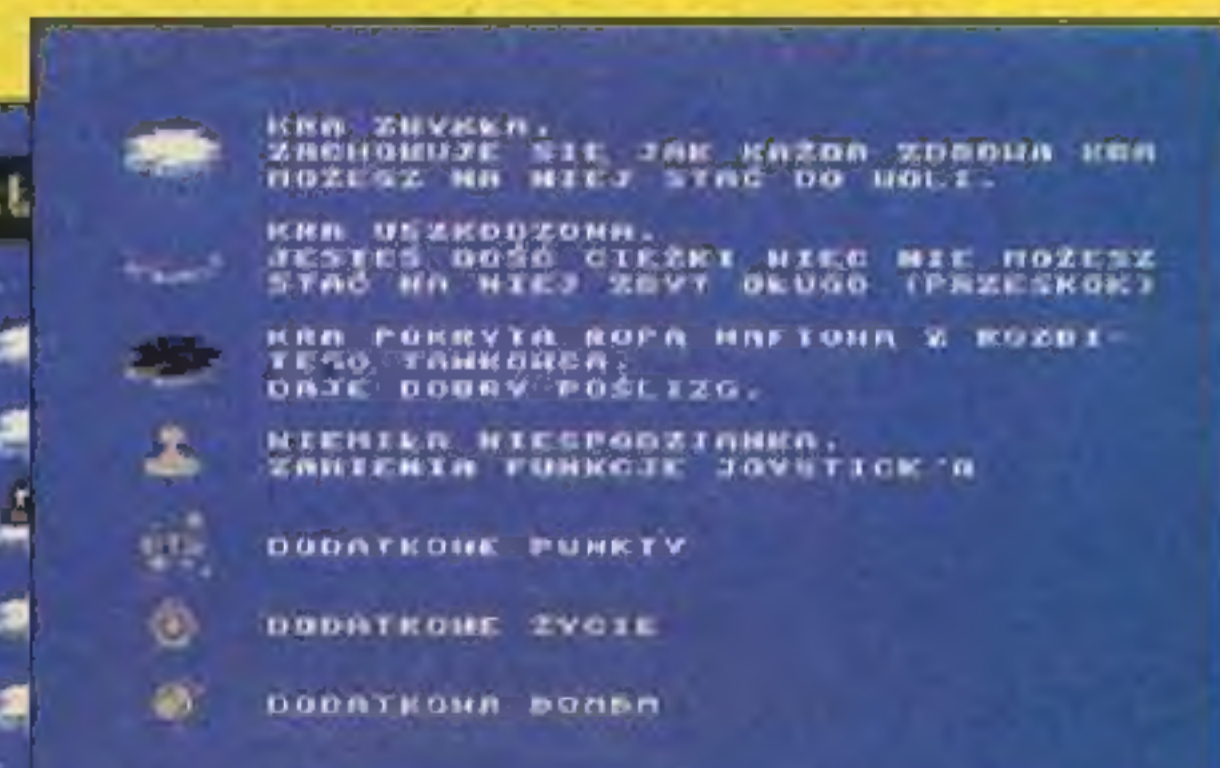 KRA ZWYKŁA.
ZACHOWUJE SIĘ JAK KAŻDA ZDROWA KRA
MOŻESZ NA NIEJ STAĆ DO WOLI.
KRA USZKODZONA.
JESTEŚ DOŚĆ CIĘŻKI WIĘC NIE MOŻESZ
STAĆ NA NIEJ ZBYT DŁUGO (PRZESKOK)
KRA POKRYTA ROPĄ NAFTOWĄ Z ROZBI-
TEGO TANKOWCA.
DAJE DOBRY POŚLIZG.
NIEMIŁA NIESPODZIANKA.
ZAMIENIA FUNKCJE JOYSTICK'A
PTS
DODATKOWE PUNKTY
DODATKOWE ŻYCIE
DODATKOWA BOMBA